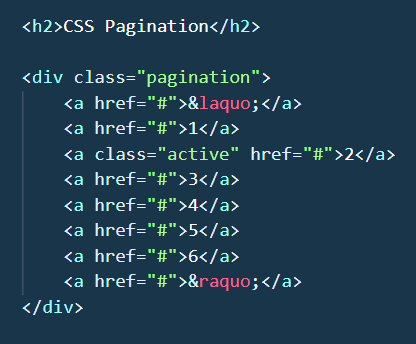 <h2>CSS Pagination</h2>
<div class="pagination">
<a href="#">&laquo;</a>
<a href="#">1</a>
<a class="active" href="#">2</a>
<a href="#">3</a>
<a href="#">4</a>
<a href="#">5</a>
<a href="#">6</a>
<a href="#">&raquo;</a>
</div>